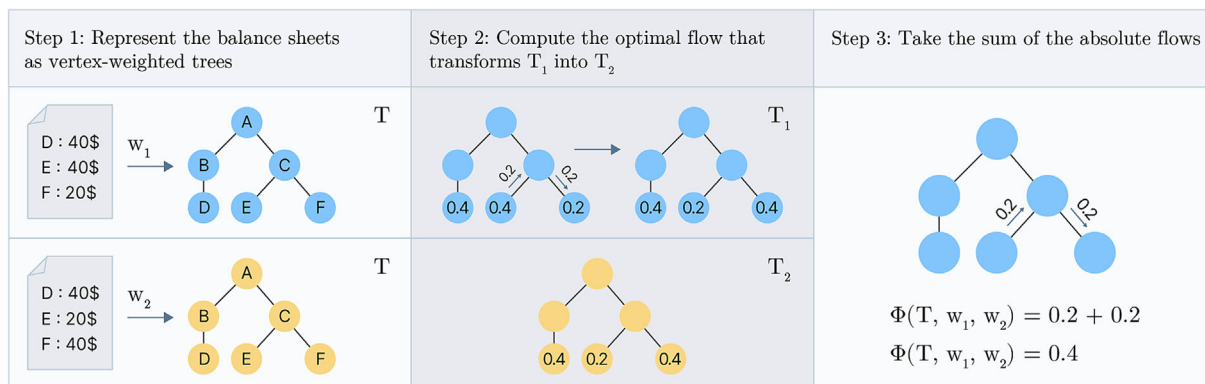 Step 1: Represent the balance sheets
as vertex-weighted trees
Step 2: Compute the optimal flow that
transforms T₁ into T₂
Step 3: Take the sum of the absolute flows
D : 40$
E : 40$
F : 20$
w₁
T
A
B
C
D
E
F
0.2
0.2
0.4
0.4
0.2
T₁
0.4
0.2
0.4
D : 40$
E : 20$
F : 40$
w₂
T
A
B
C
D
E
F
T₂
0.4
0.2
0.4
0.2
0.2
Φ(T, w₁, w₂) = 0.2 + 0.2
Φ(T, w₁, w₂) = 0.4